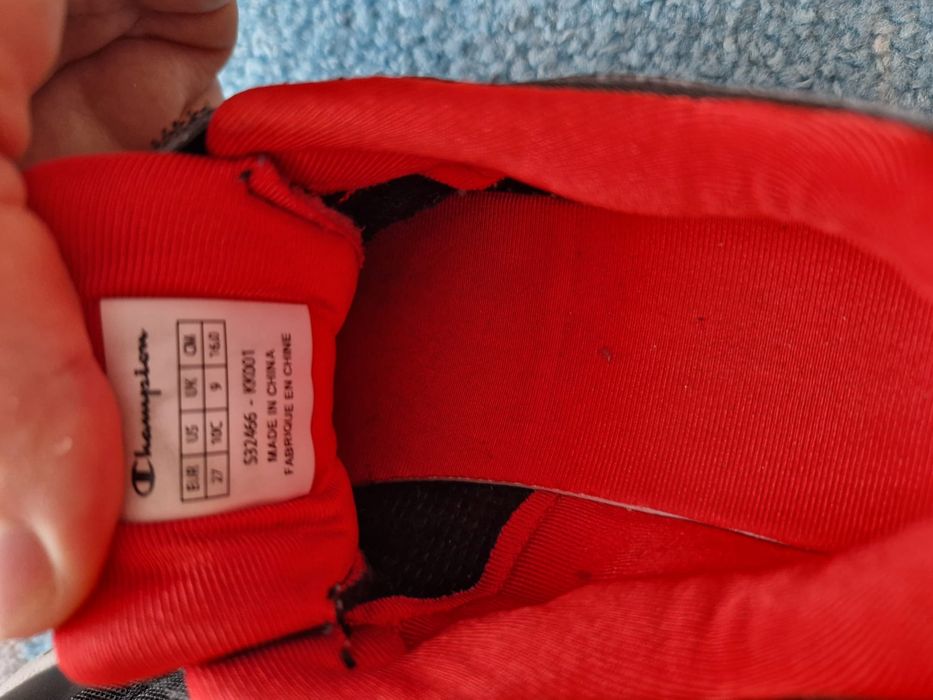 Champion
EUR US UK CM
27 10C 9 16.0
S32466 - KK001
MADE IN CHINA
FABRIQUE EN CHINE